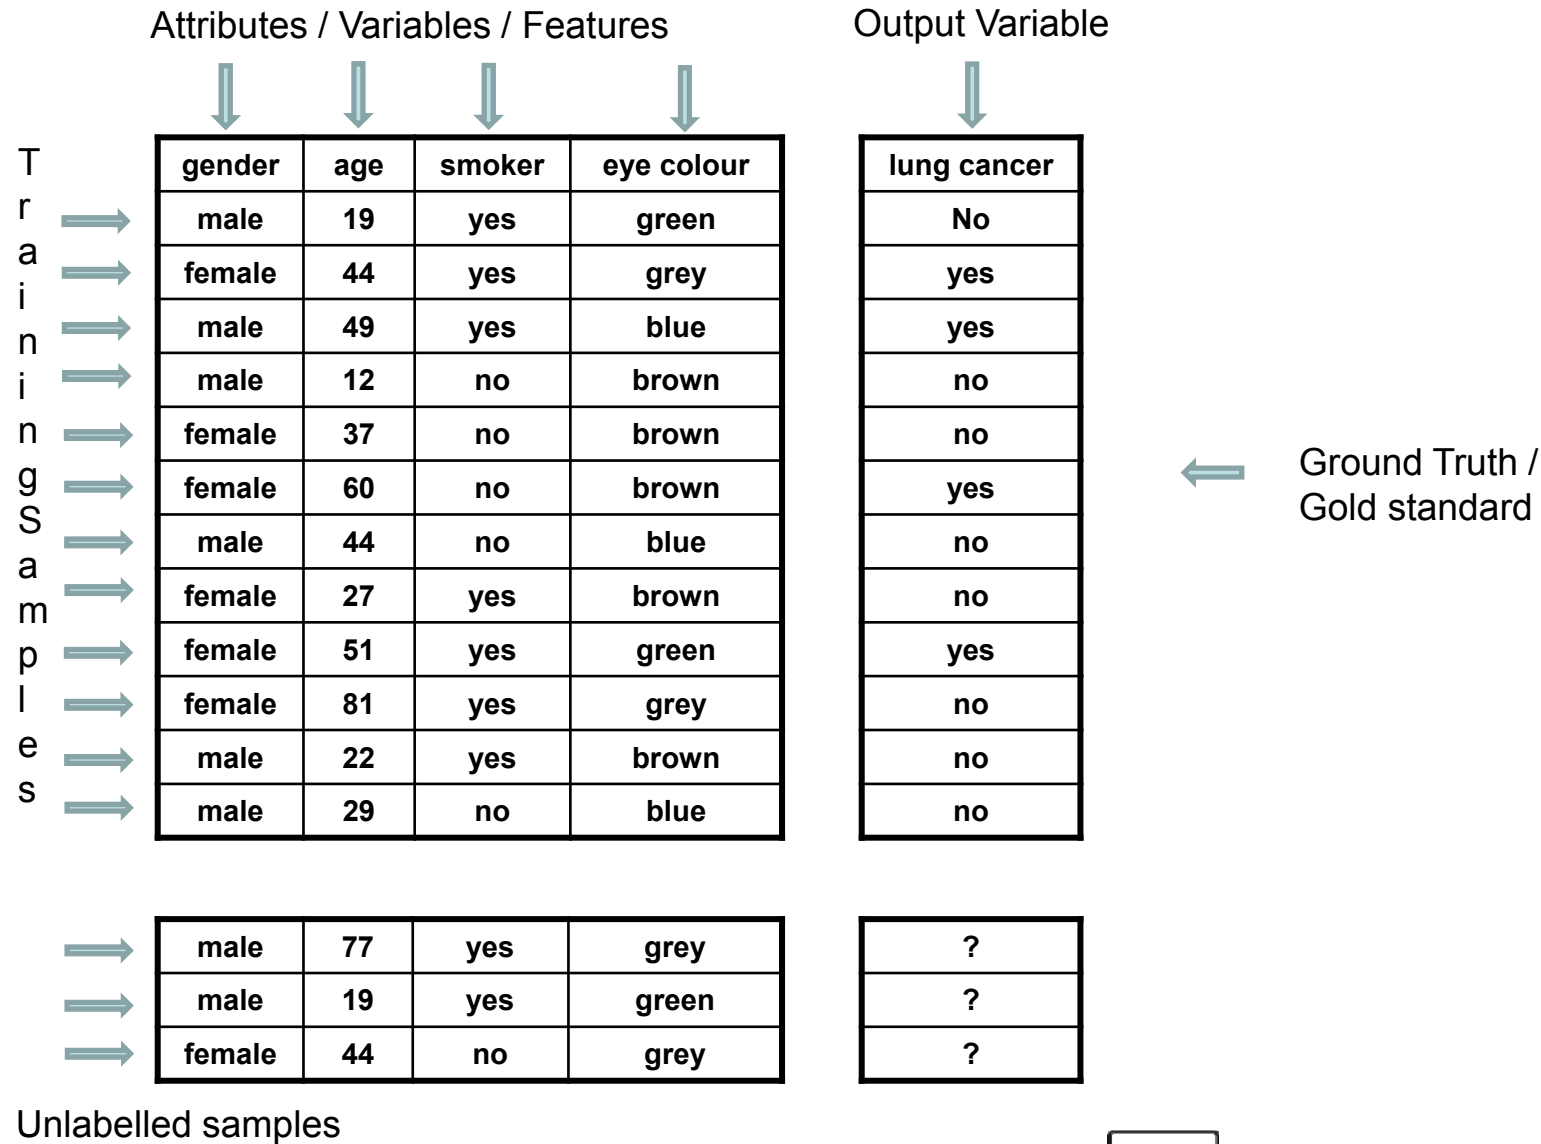 Attributes / Variables / Features
Output Variable
Training Samples
gender age smoker eye colour lung cancer
male 19 yes green No
female 44 yes grey yes
male 49 yes blue yes
male 12 no brown no
female 37 no brown no
female 60 no brown yes
male 44 no blue no
female 27 yes brown no
female 51 yes green yes
female 81 yes grey no
male 22 yes brown no
male 29 no blue no
Ground Truth /
Gold standard
male 77 yes grey ?
male 19 yes green ?
female 44 no grey ?
Unlabelled samples